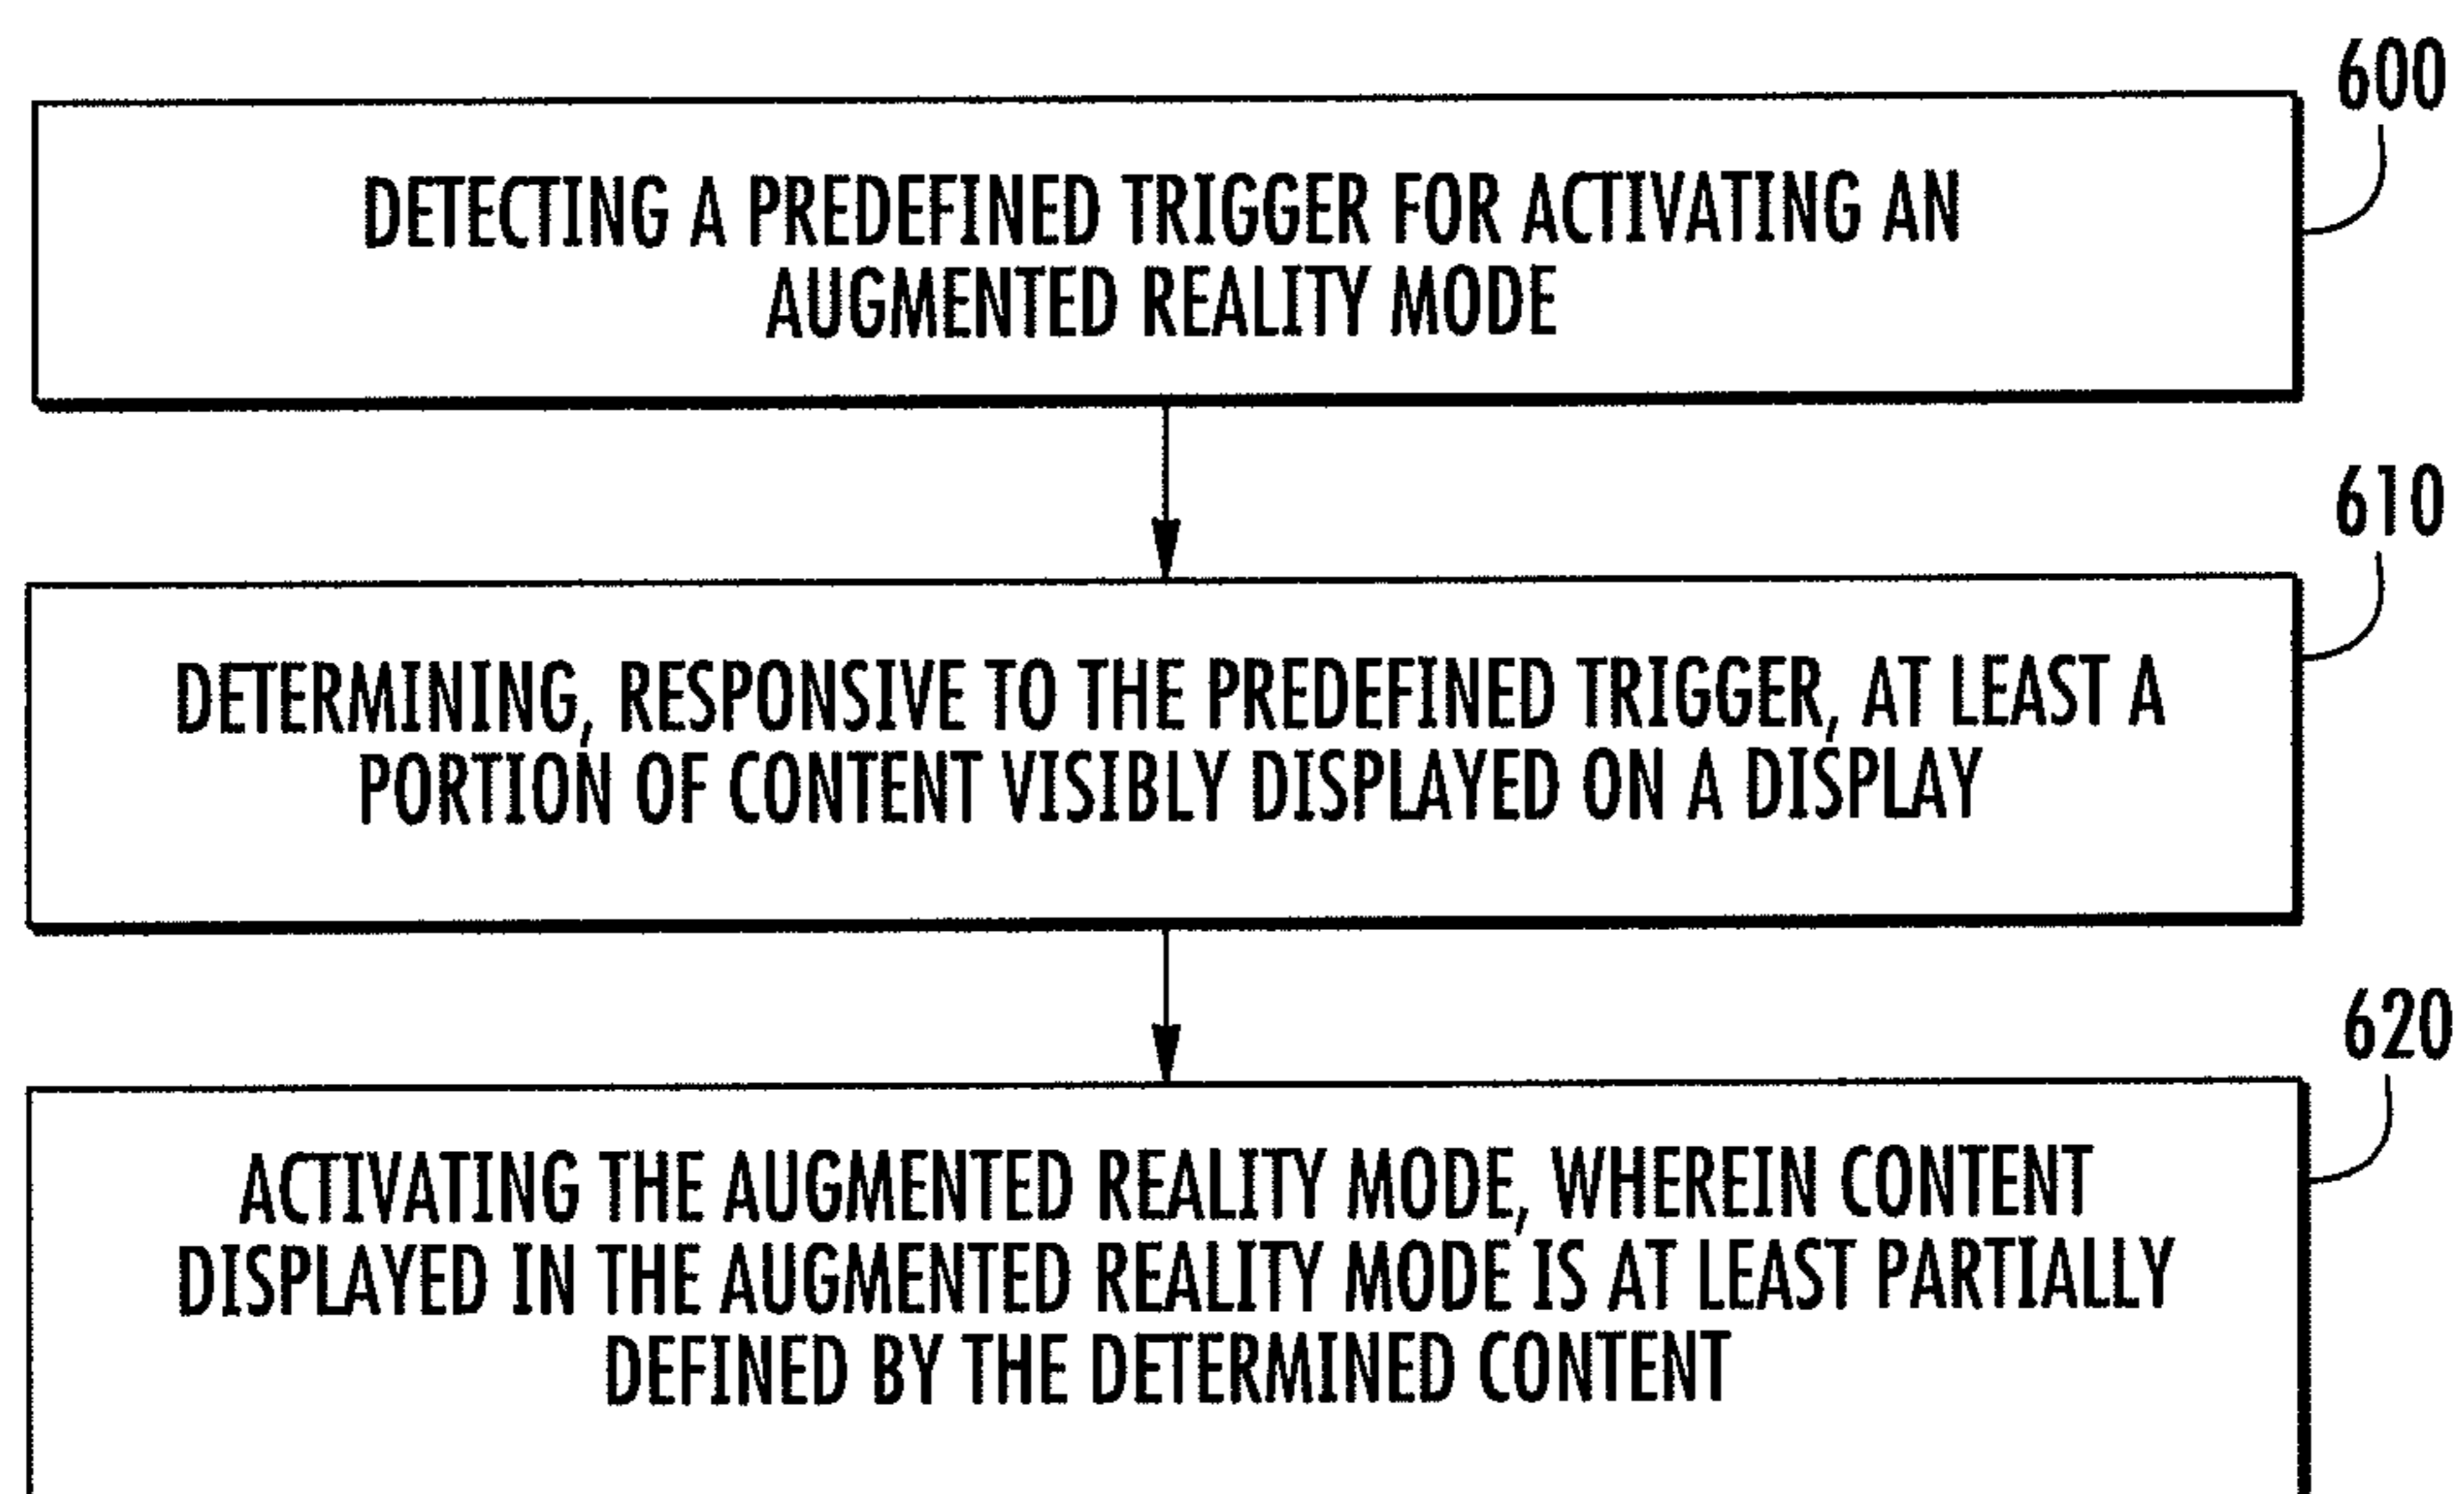 600
DETECTING A PREDEFINED TRIGGER FOR ACTIVATING AN
AUGMENTED REALITY MODE
610
DETERMINING, RESPONSIVE TO THE PREDEFINED TRIGGER, AT LEAST A
PORTION OF CONTENT VISIBLY DISPLAYED ON A DISPLAY
620
ACTIVATING THE AUGMENTED REALITY MODE, WHEREIN CONTENT
DISPLAYED IN THE AUGMENTED REALITY MODE IS AT LEAST PARTIALLY
DEFINED BY THE DETERMINED CONTENT